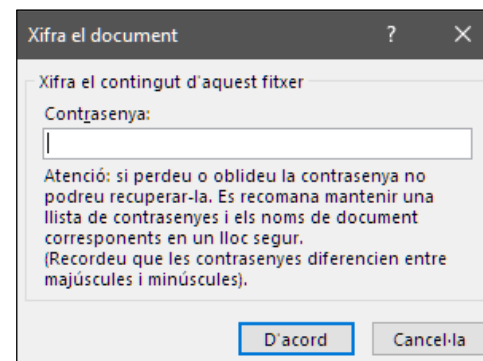 Xifra el document
?
Xifra el contingut d'aquest fitxer
Contrasenya:
Atenció: si perdeu o oblideu la contrasenya no
podreu recuperar-la. Es recomana mantenir una
llista de contrasenyes i els noms de document
corresponents en un lloc segur.
(Recordeu que les contrasenyes diferencien entre
majúscules i minúscules).
D'acord
Cancel·la